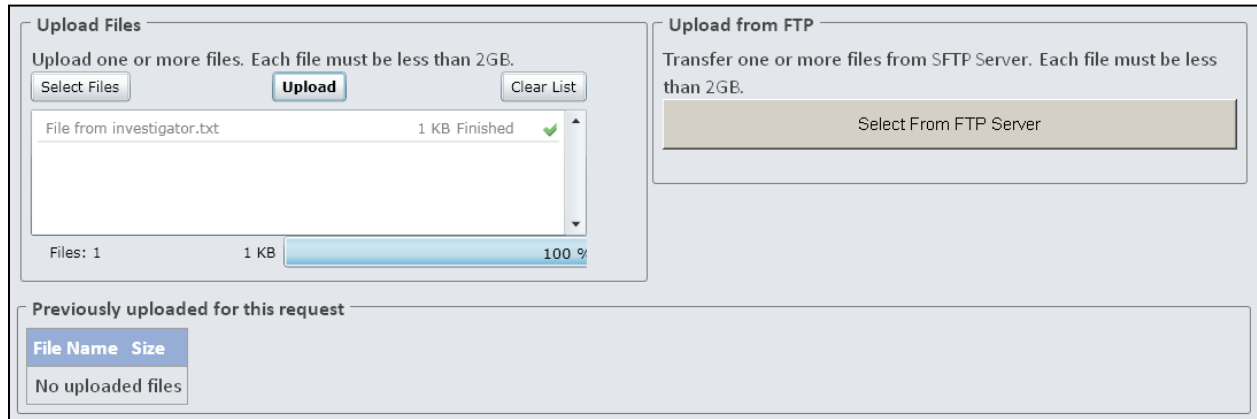 Upload Files
Upload one or more files. Each file must be less than 2GB.
Select Files Upload Clear List
File from investigator.txt 1 KB Finished
Files: 1 1 KB 100 %
Upload from FTP
Transfer one or more files from SFTP Server. Each file must be less
than 2GB.
Select From FTP Server
Previously uploaded for this request
File Name Size
No uploaded files